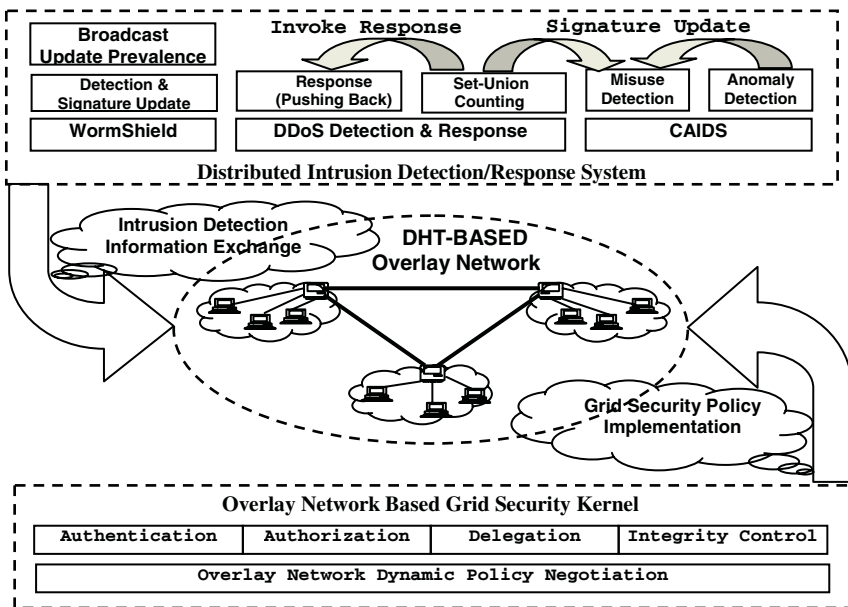 Broadcast
Update Prevalence
Detection &
Signature Update
WormShield
Invoke Response
Response
(Pushing Back)
Set-Union
Counting
DDoS Detection & Response
Signature Update
Misuse
Detection
Anomaly
Detection
CAIDS
Distributed Intrusion Detection/Response System
Intrusion Detection
Information Exchange
DHT-BASED
Overlay Network
Grid Security Policy
Implementation
Overlay Network Based Grid Security Kernel
Authentication
Authorization
Delegation
Integrity Control
Overlay Network Dynamic Policy Negotiation